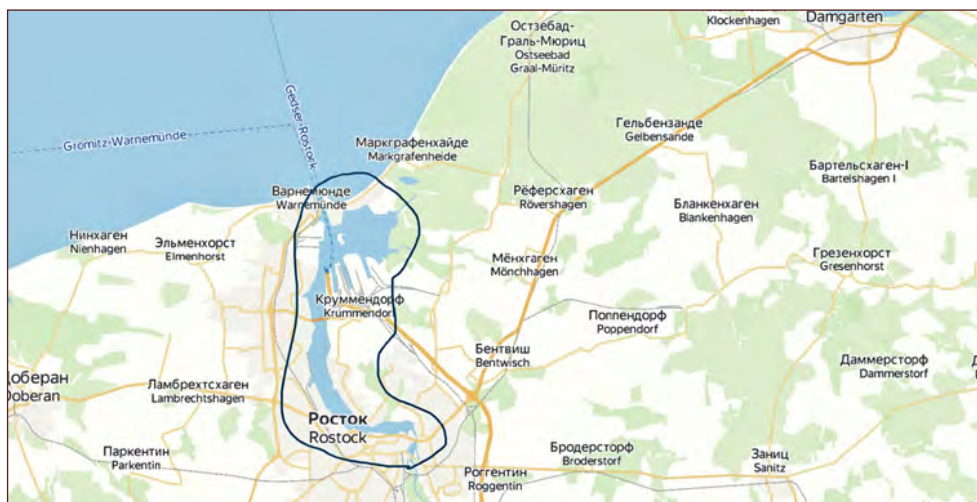 Klockenhagen
Damgarten
Остзебад-
Граль-Мюриц
Ostseebad
Graal-Müritz
Gedser-Rostock
Grömitz-Warnemünde
Гельбензанде
Gelbensande
Маркграфенхайде
Markgrafenheide
Бартельсхаген-I
Bartelshagen I
Варнемюнде
Warnemünde
Рёферсхаген
Rövershagen
Бланкенхаген
Blankenhagen
Нинхаген
Nienhagen
Эльменхорст
Elmenhorst
Мёнхгаген
Mönchhagen
Грезенхорст
Gresenhorst
Круммендорф
Krummendorf
Поппендорф
Poppendorf
Бентвиш
Bentwisch
Даммерсторф
Dammerstorf
Д
доберан
Doberan
Ламбрехтсхаген
Lambrechtshagen
Росток
Rostock
Паркентин
Parkentin
Бродерсторф
Broderstorf
Заниц
Sanitz
Роггентин
Roggentin